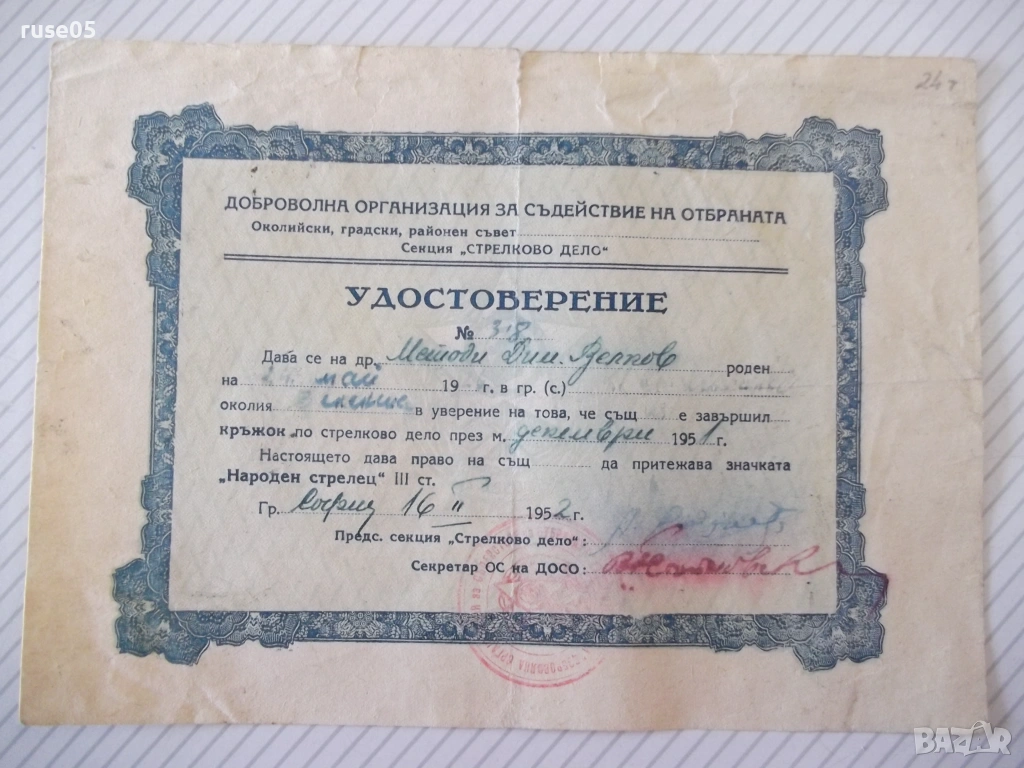 ruse05
24 т
ДОБРОВОЛНА ОРГАНИЗАЦИЯ ЗА СЪДЕЙСТВИЕ НА ОТБРАНАТА
Околийски, градски, районен съвет
Секция „СТРЕЛКОВО ДЕЛО“
УДОСТОВЕРЕНИЕ
№ 38
Дава се на др. Методи Дим. роден
на май 19 г. в гр. (с.)
околия в уверение на това, че същ е завършил
кръжок по стрелково дело през м. декември 1951 г.
Настоящето дава право на същ да притежава значката
„Народен стрелец“ III ст.
Гр. София 16 II 1952 г.
Предс. секция „Стрелково дело“:
Секретар ОС на ДОСО:
BAZAR